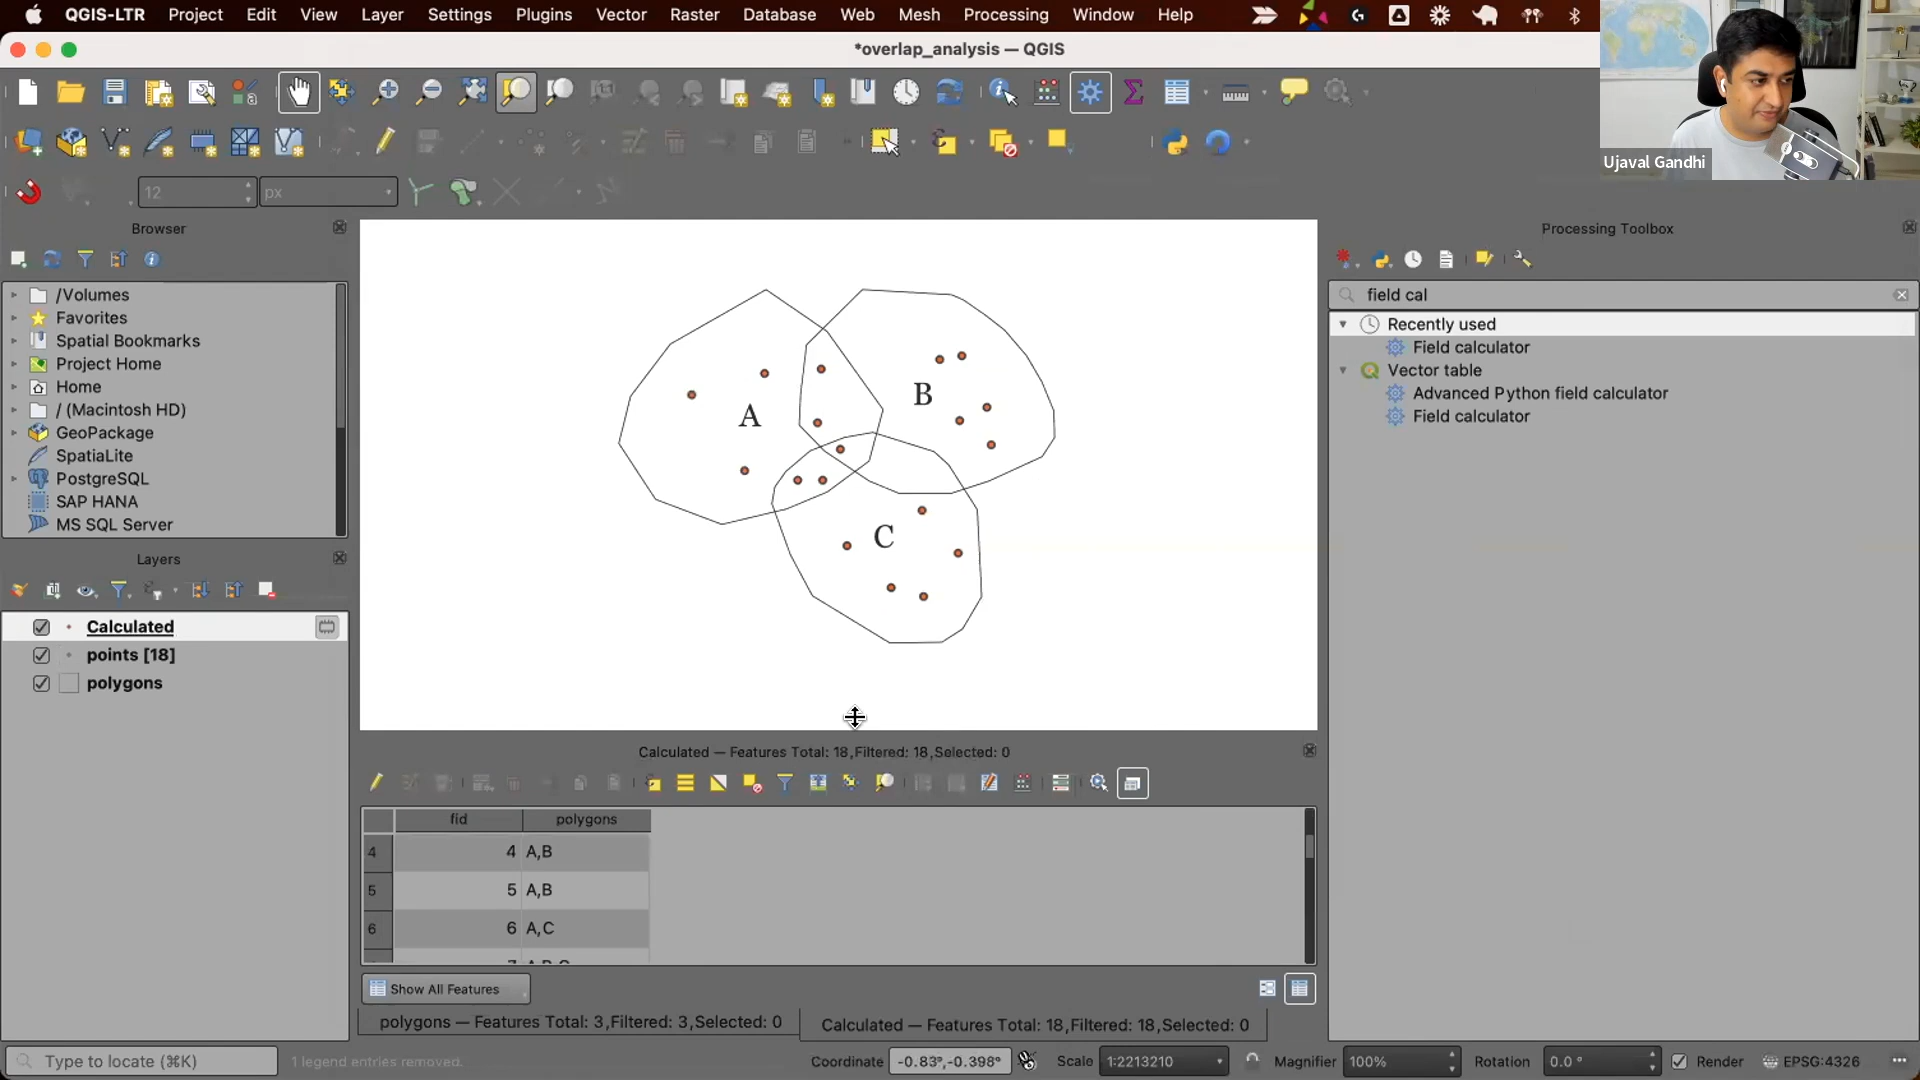 QGIS-LTR Project Edit View Layer Settings Plugins Vector Raster Database Web Mesh Processing Window Help
*overlap_analysis — QGIS
Ujaval Gandhi
12 px
Browser
/Volumes
Favorites
Spatial Bookmarks
Project Home
Home
/ (Macintosh HD)
GeoPackage
SpatiaLite
PostgreSQL
SAP HANA
MS SQL Server
Layers
Calculated
points [18]
polygons
A
B
C
Calculated — Features Total: 18,Filtered: 18,Selected: 0
fid polygons
4 4 A,B
5 5 A,B
6 6 A,C
Show All Features
polygons — Features Total: 3,Filtered: 3,Selected: 0
Calculated — Features Total: 18,Filtered: 18,Selected: 0
Processing Toolbox
field cal
Recently used
Field calculator
Vector table
Advanced Python field calculator
Field calculator
Type to locate (⌘K) 1 legend entries removed. Coordinate -0.83°,-0.398° Scale 1:2213210 Magnifier 100% Rotation 0.0 ° Render EPSG:4326